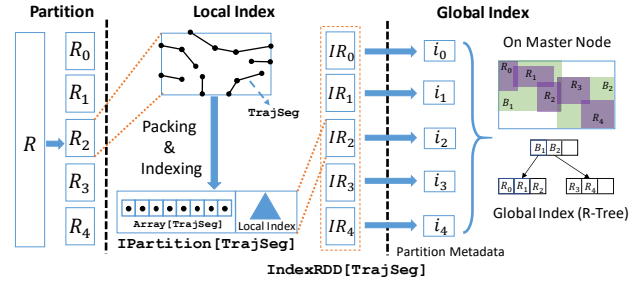 Partition
Local Index
Global Index
R
R0
R1
R2
R3
R4
TrajSeg
Packing
&
Indexing
Array[TrajSeg]
Local Index
IPartition[TrajSeg]
IR0
IR1
IR2
IR3
IR4
IndexRDD[TrajSeg]
i0
i1
i2
i3
i4
Partition Metadata
On Master Node
R0
R1
B1
R2
R3
B2
R4
B1 B2
R0 R1 R2
R3 R4
Global Index (R-Tree)